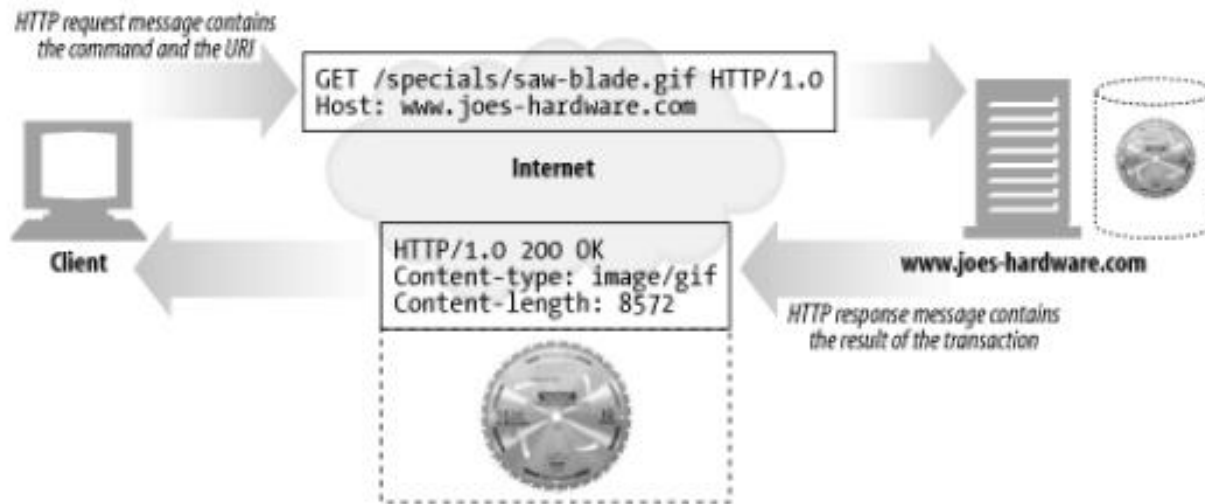 HTTP request message contains
the command and the URI
GET /specials/saw-blade.gif HTTP/1.0
Host: www.joes-hardware.com
Internet
Client
www.joes-hardware.com
HTTP/1.0 200 OK
Content-type: image/gif
Content-length: 8572
HTTP response message contains
the result of the transaction